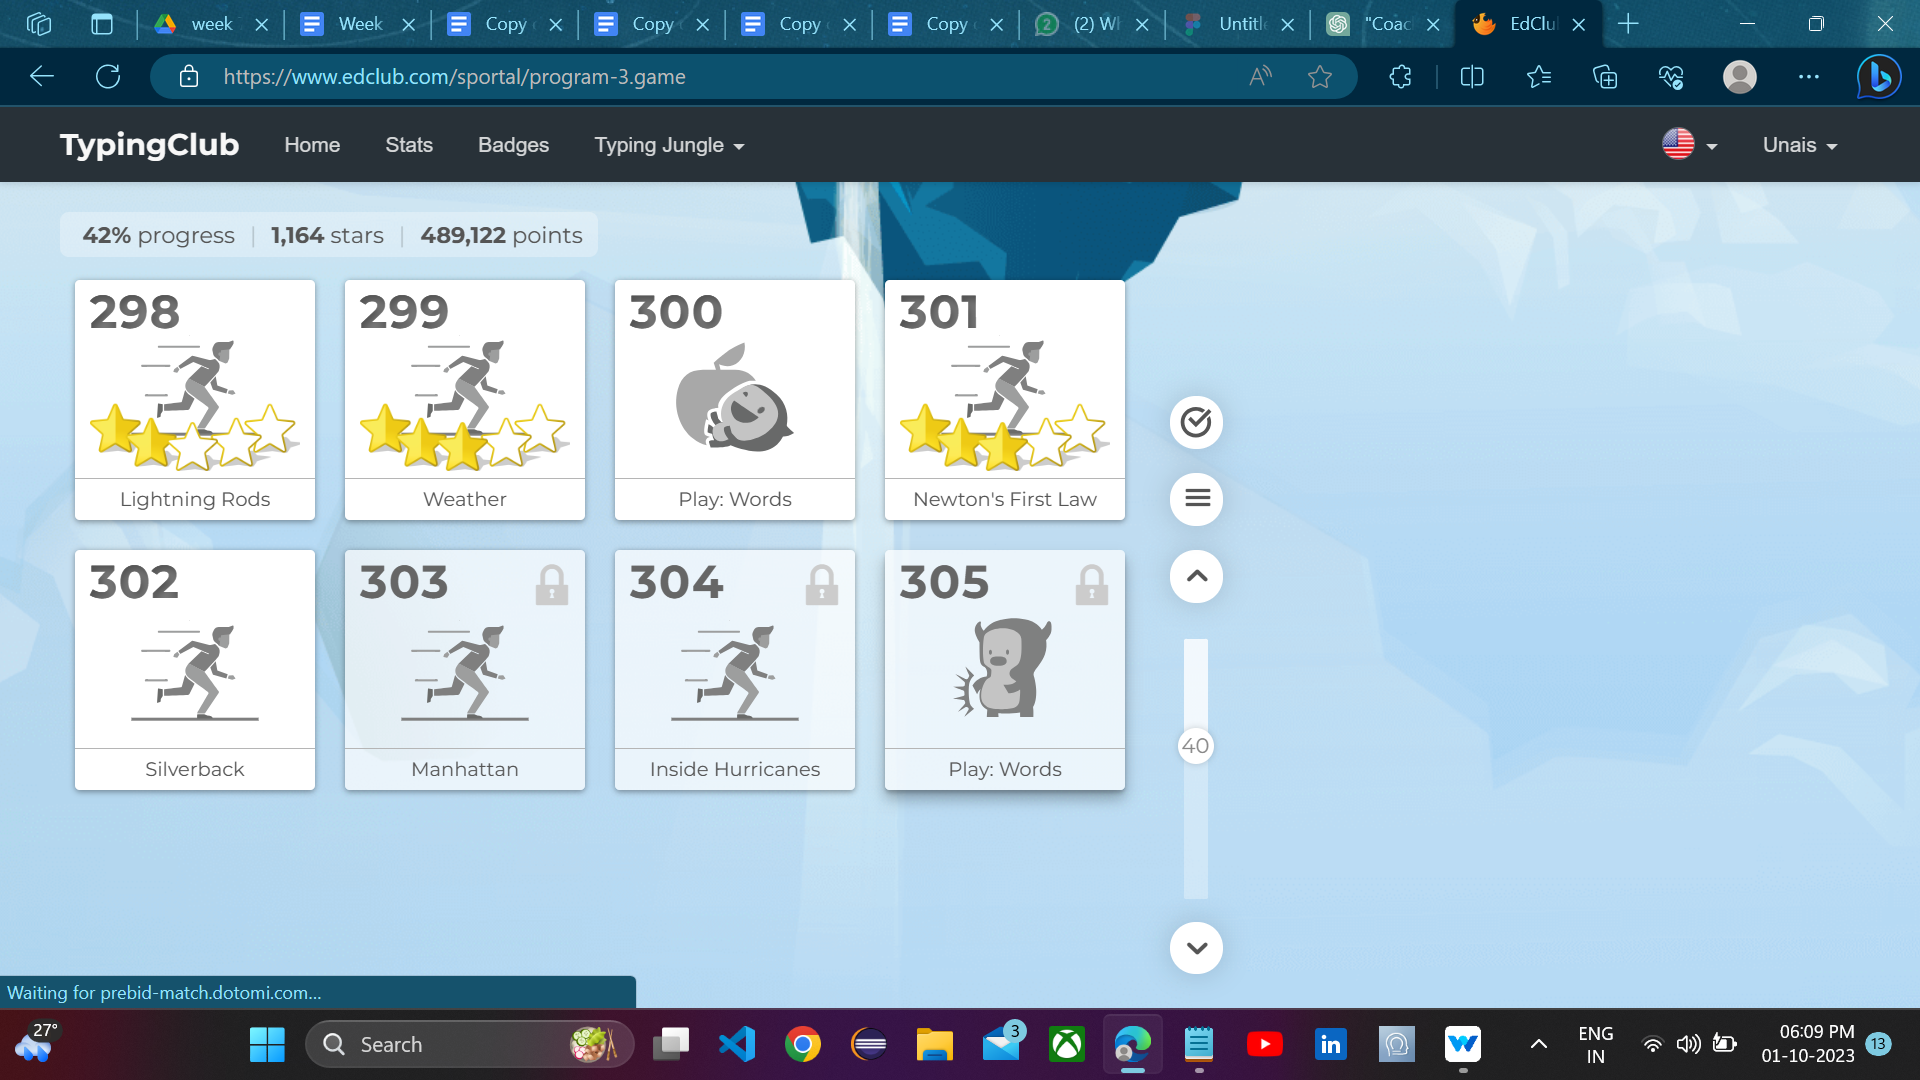 week
Week
Copy
Copy
Copy
Copy
(2) Wh
Untitle
"Coac
EdClu
https://www.edclub.com/sportal/program-3.game
TypingClub
Home
Stats
Badges
Typing Jungle
Unais
42% progress | 1,164 stars | 489,122 points
298
299
300
301
Lightning Rods
Weather
Play: Words
Newton's First Law
302
303
304
305
Silverback
Manhattan
Inside Hurricanes
Play: Words
40
Waiting for prebid-match.dotomi.com...
27°
Search
3
ENG
IN
06:09 PM
01-10-2023
13